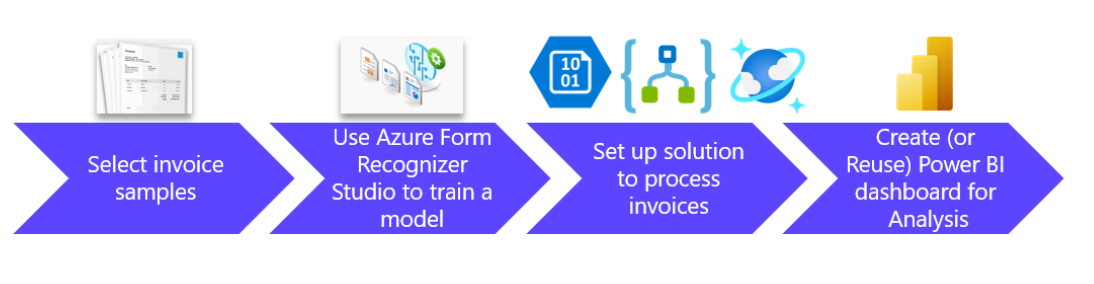 10
01
Select invoice
samples
Use Azure Form
Recognizer
Studio to train a
model
Set up solution
to process
invoices
Create (or
Reuse) Power BI
dashboard for
Analysis